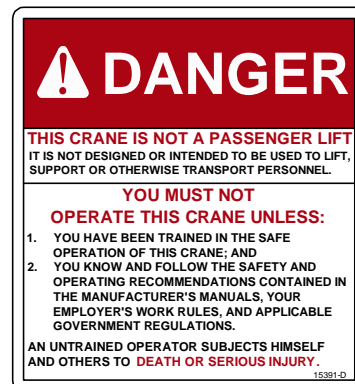 DANGER
THIS CRANE IS NOT A PASSENGER LIFT
IT IS NOT DESIGNED OR INTENDED TO BE USED TO LIFT,
SUPPORT OR OTHERWISE TRANSPORT PERSONNEL.
YOU MUST NOT
OPERATE THIS CRANE UNLESS:
1. YOU HAVE BEEN TRAINED IN THE SAFE
OPERATION OF THIS CRANE; AND
2. YOU KNOW AND FOLLOW THE SAFETY AND
OPERATING RECOMMENDATIONS CONTAINED IN
THE MANUFACTURER'S MANUALS, YOUR
EMPLOYER'S WORK RULES, AND APPLICABLE
GOVERNMENT REGULATIONS.
AN UNTRAINED OPERATOR SUBJECTS HIMSELF
AND OTHERS TO DEATH OR SERIOUS INJURY.
15391-D